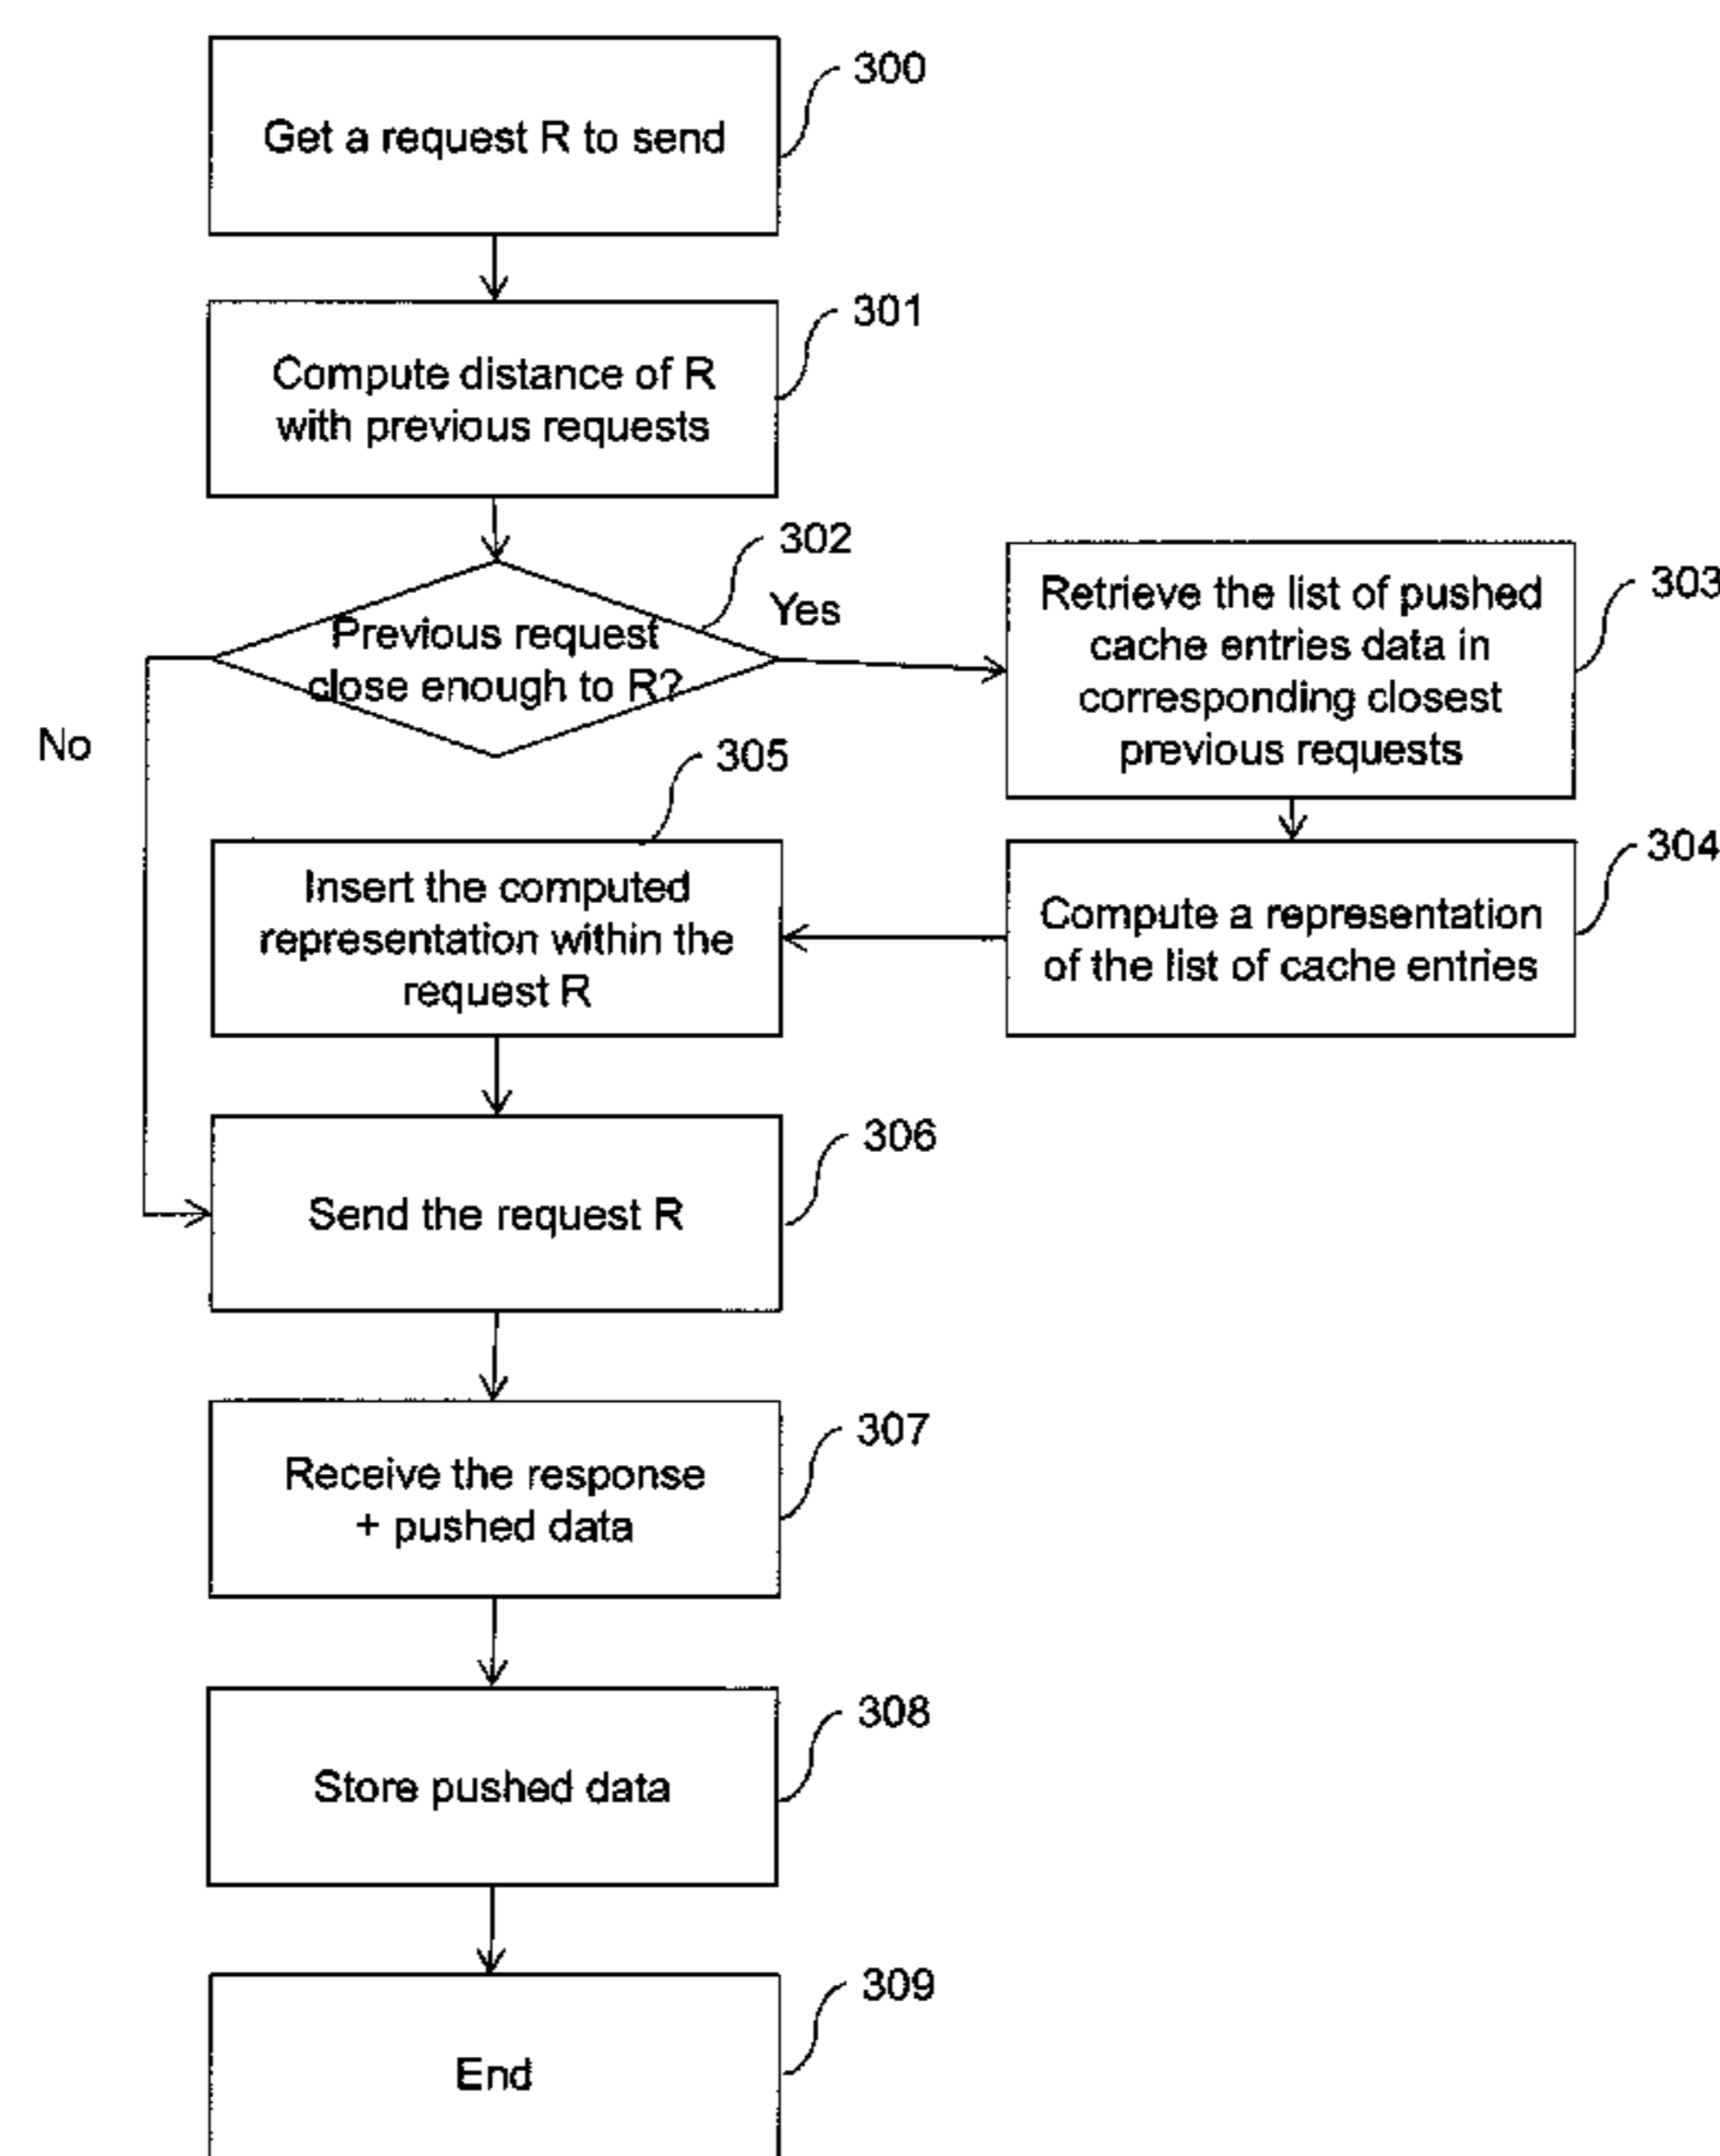 300
Get a request R to send
301
Compute distance of R
with previous requests
302
Previous request
close enough to R?
Yes
No
303
Retrieve the list of pushed
cache entries data in
corresponding closest
previous requests
304
Compute a representation
of the list of cache entries
305
Insert the computed
representation within the
request R
306
Send the request R
307
Receive the response
+ pushed data
308
Store pushed data
309
End